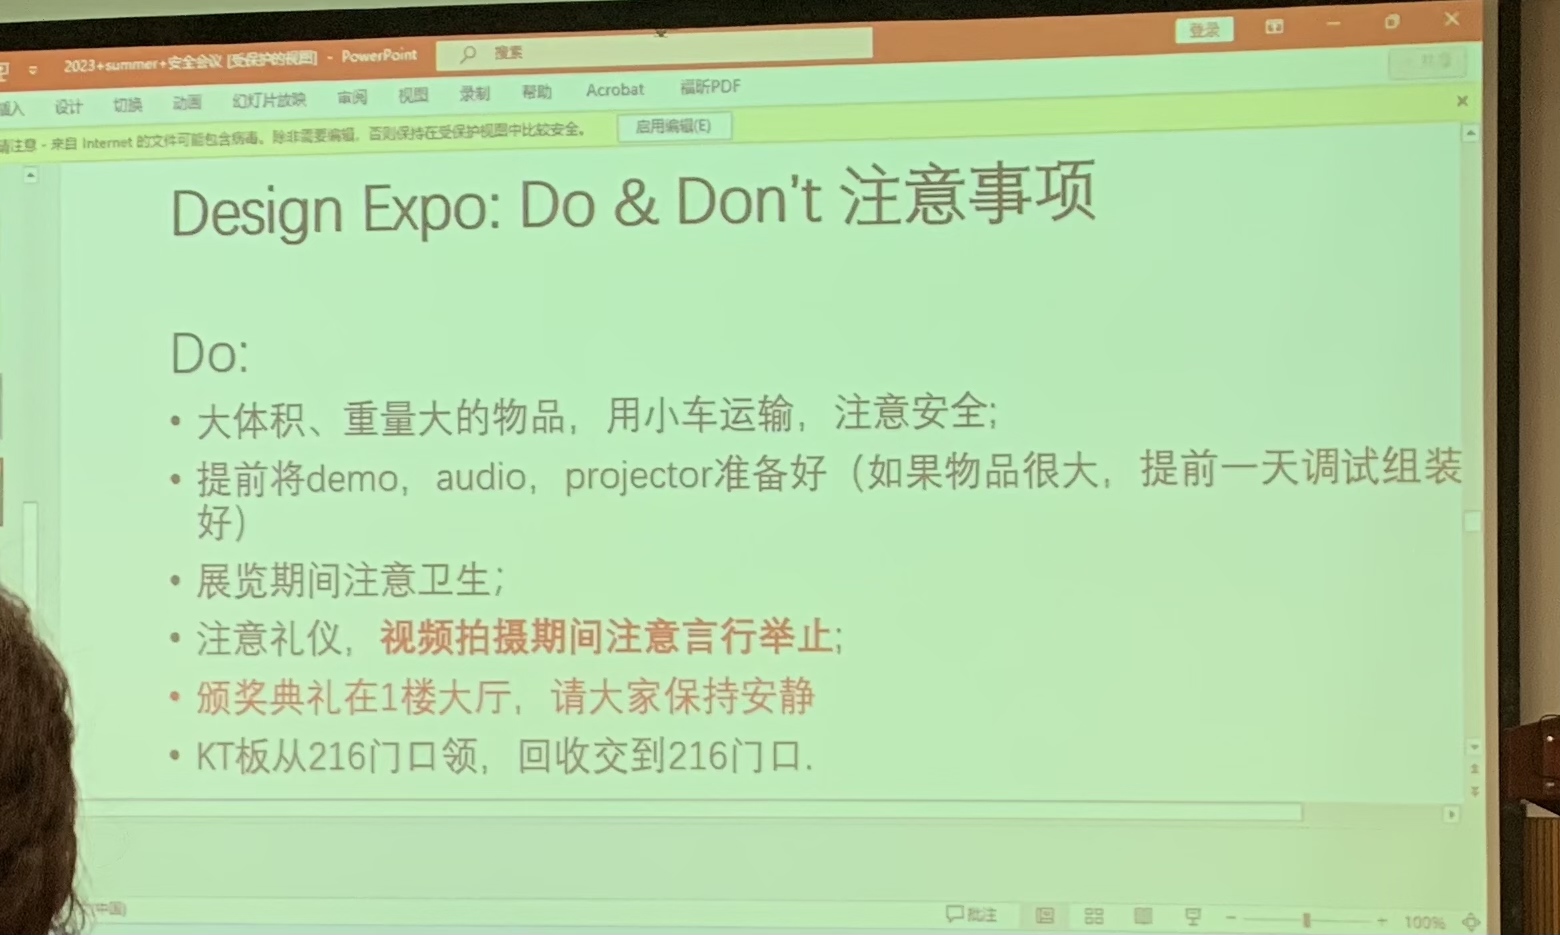 2023+summer+安全会议 [受保护的视图] - PowerPoint
搜索
登录
共享
插入 设计 切换 动画 幻灯片放映 审阅 视图 录制 帮助 Acrobat 福昕PDF
请注意 - 来自 Internet 的文件可能包含病毒。除非需要编辑，否则保持在受保护视图中比较安全。
启用编辑(E)
Design Expo: Do & Don't 注意事项
Do:
• 大体积、重量大的物品，用小车运输，注意安全;
• 提前将demo，audio，projector准备好（如果物品很大，提前一天调试组装
好）
• 展览期间注意卫生；
• 注意礼仪，视频拍摄期间注意言行举止;
• 颁奖典礼在1楼大厅，请大家保持安静
• KT板从216门口领，回收交到216门口.
(中国)
批注
100%